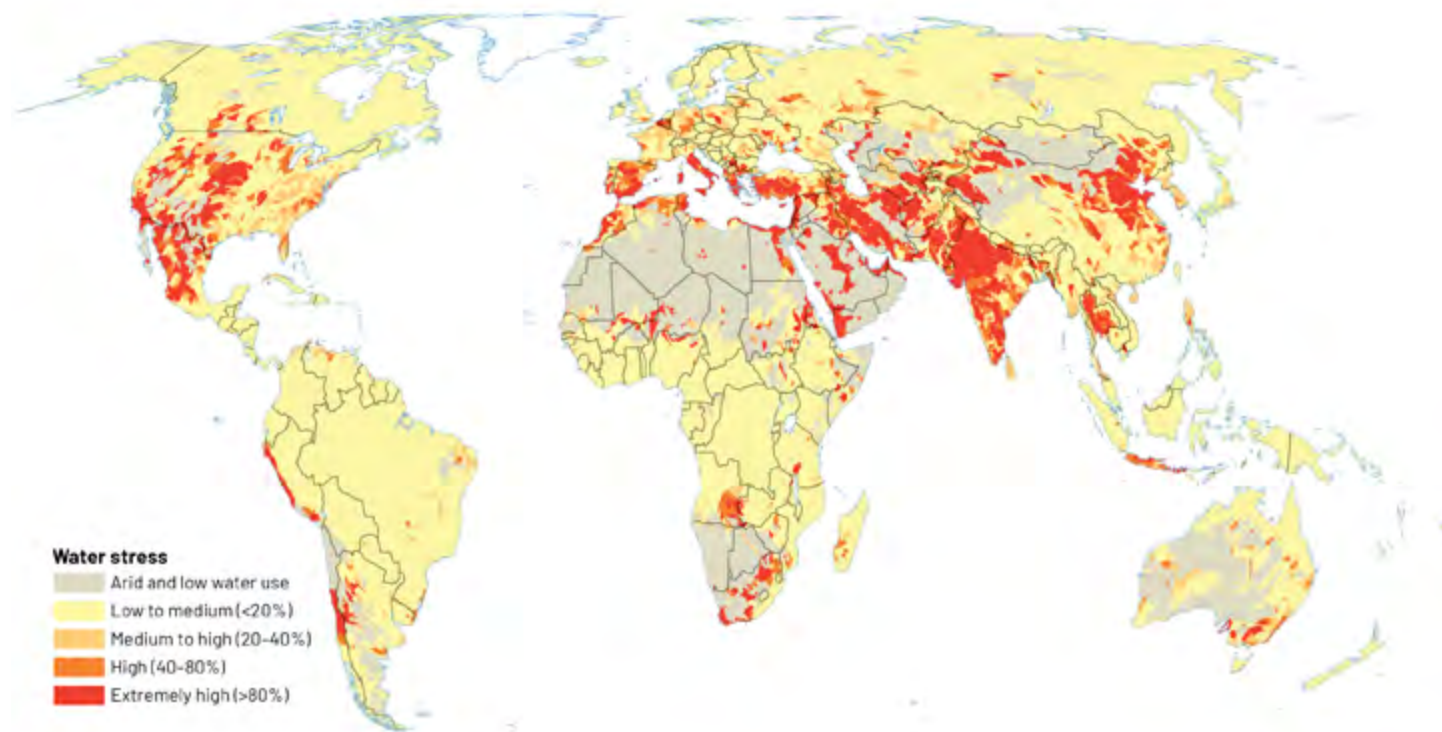 Water stress
Arid and low water use
Low to medium (<20%)
Medium to high (20–40%)
High (40–80%)
Extremely high (>80%)